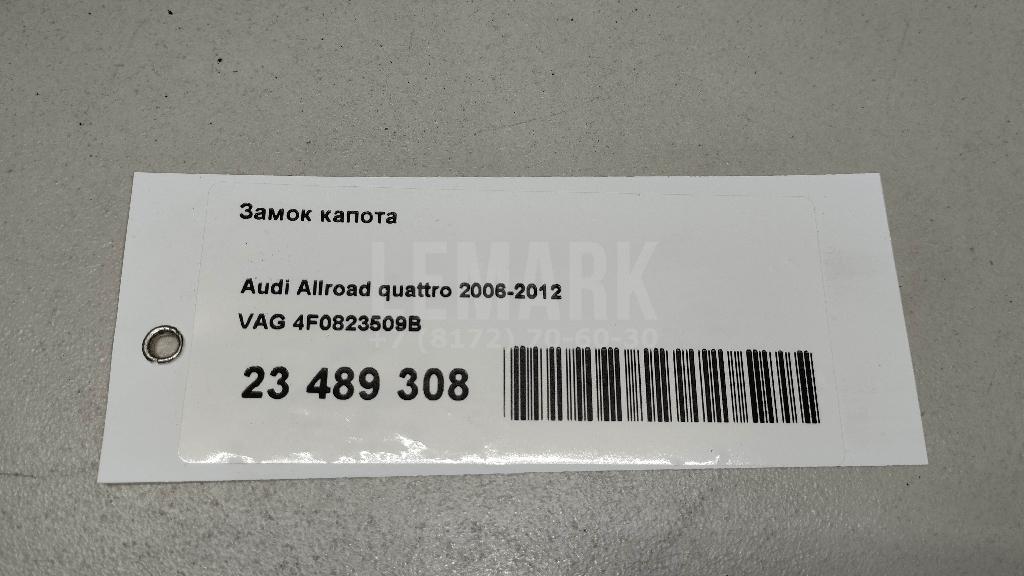 Замок капота
LEMARK
Audi Allroad quattro 2006-2012
VAG 4F0823509B
+7 (8172) 70-60-30
23 489 308